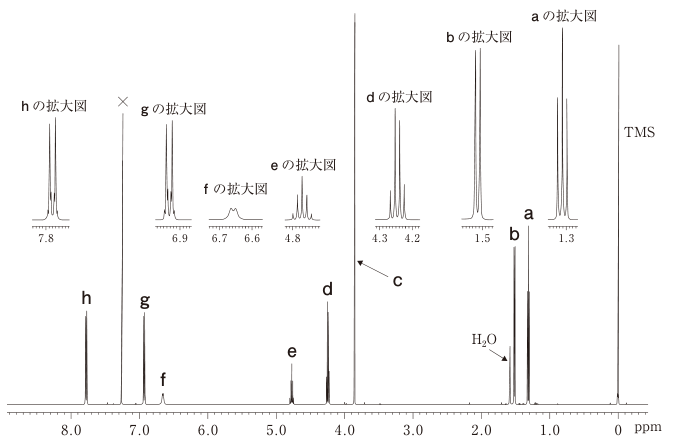 a の拡大図
b の拡大図
d の拡大図
h の拡大図
×
g の拡大図
TMS
e の拡大図
f の拡大図
7.8
6.9
6.7
6.6
4.8
4.3
4.2
1.5
1.3
a
b
c
d
h
g
H₂O
e
f
8.0
7.0
6.0
5.0
4.0
3.0
2.0
1.0
0
ppm